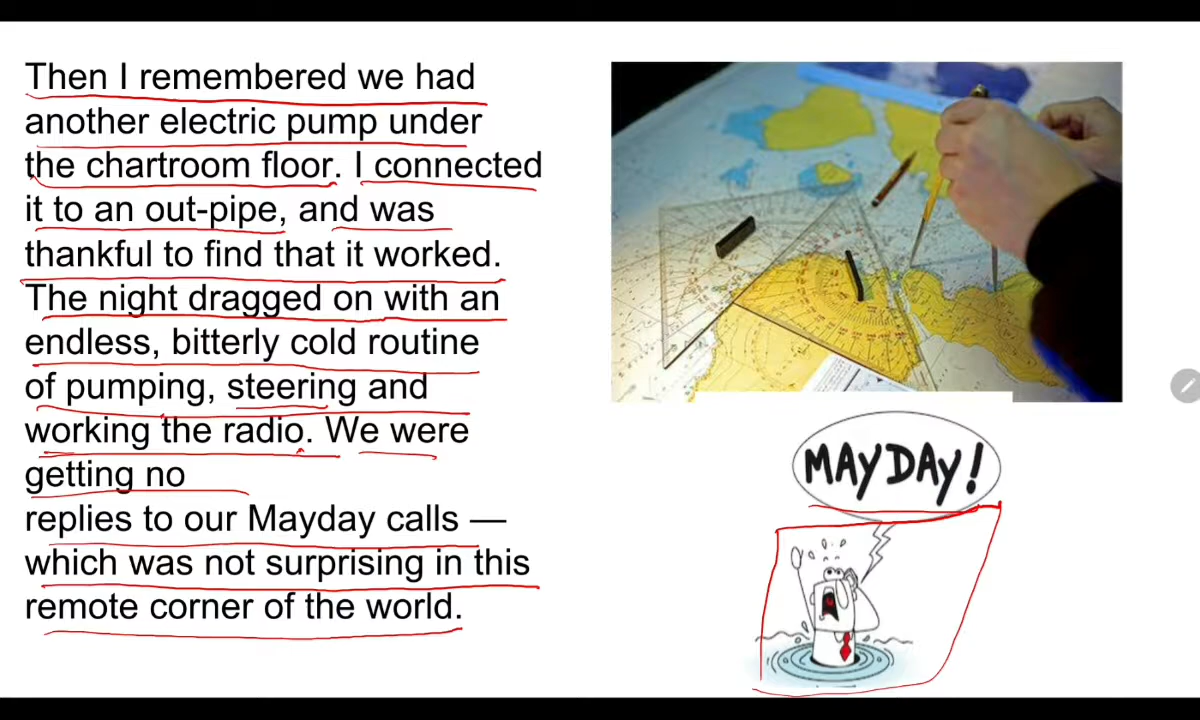 Then I remembered we had
another electric pump under
the chartroom floor. I connected
it to an out-pipe, and was
thankful to find that it worked.
The night dragged on with an
endless, bitterly cold routine
of pumping, steering and
working the radio. We were
getting no
replies to our Mayday calls —
which was not surprising in this
remote corner of the world.
MAYDAY!